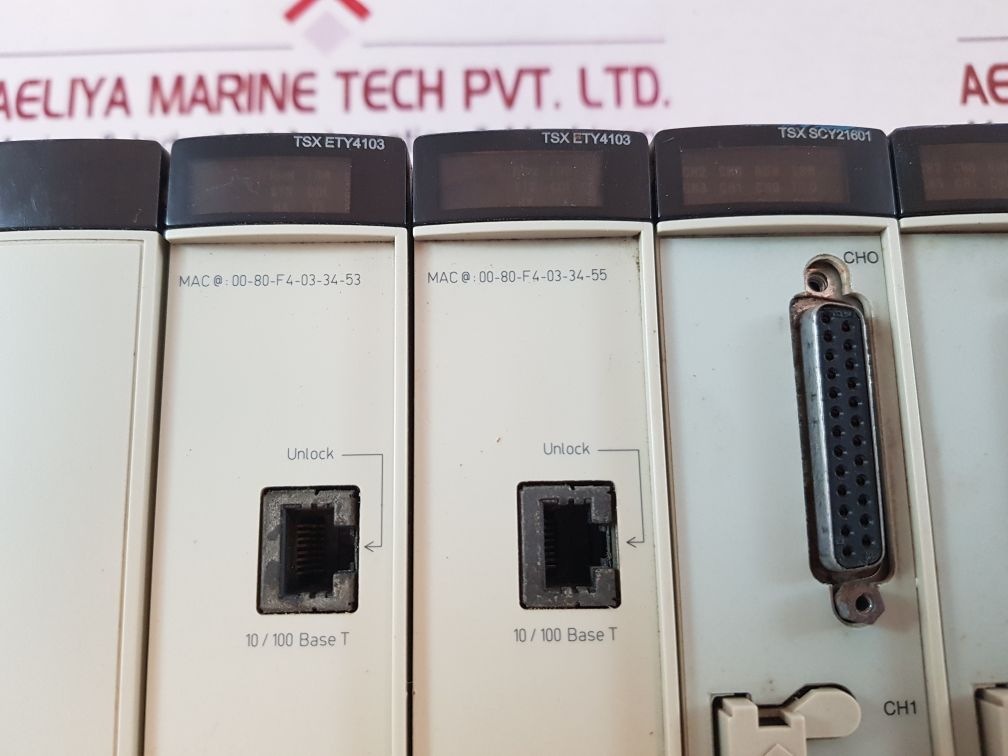 AELIYA MARINE TECH PVT. LTD.
AE
TSX ETY4103
TSX ETY4103
TSX SCY21601
MAC@:00-80-F4-03-34-53
MAC@:00-80-F4-03-34-55
CH0
Unlock
Unlock
10 / 100 Base T
10 / 100 Base T
CH1